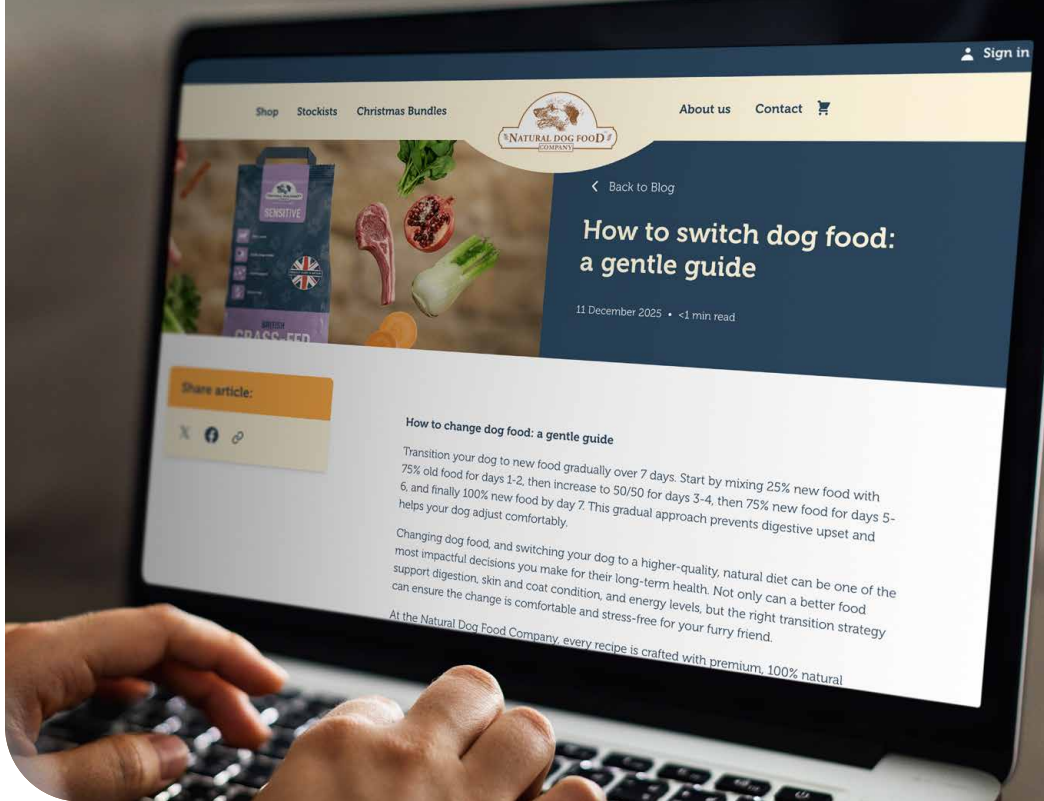 Sign in
Shop
Stockists
Christmas Bundles
NATURAL DOG FOOD
COMPANY
About us
Contact
SENSITIVE
BRITISH
GRASS-FED
Back to Blog
How to switch dog food:
a gentle guide
11 December 2025 • <1 min read
Share article:
How to change dog food: a gentle guide
Transition your dog to new food gradually over 7 days. Start by mixing 25% new food with
75% old food for days 1-2, then increase to 50/50 for days 3-4, then 75% new food for days 5-
6, and finally 100% new food by day 7. This gradual approach prevents digestive upset and
helps your dog adjust comfortably.
Changing dog food, and switching your dog to a higher-quality, natural diet can be one of the
most impactful decisions you make for their long-term health. Not only can a better food
support digestion, skin and coat condition, and energy levels, but the right transition strategy
can ensure the change is comfortable and stress-free for your furry friend.
At the Natural Dog Food Company, every recipe is crafted with premium, 100% natural